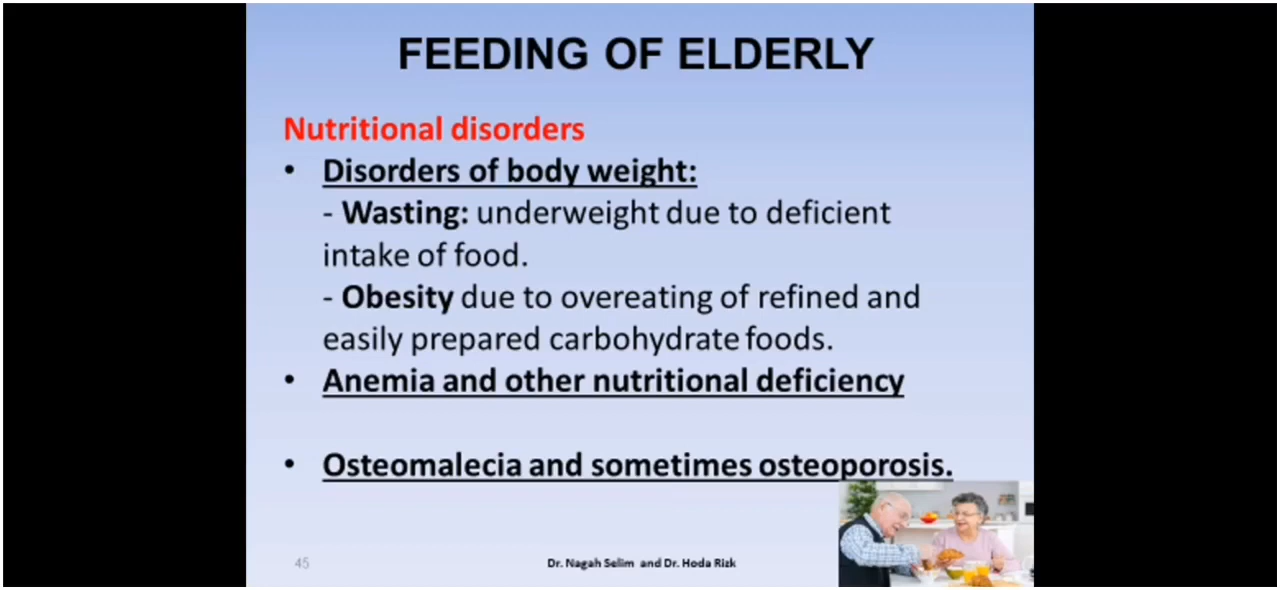 FEEDING OF ELDERLY
Nutritional disorders
• Disorders of body weight:
- Wasting: underweight due to deficient
intake of food.
- Obesity due to overeating of refined and
easily prepared carbohydrate foods.
• Anemia and other nutritional deficiency
• Osteomalecia and sometimes osteoporosis.
45
Dr. Nagah Selim and Dr. Hoda Rizk